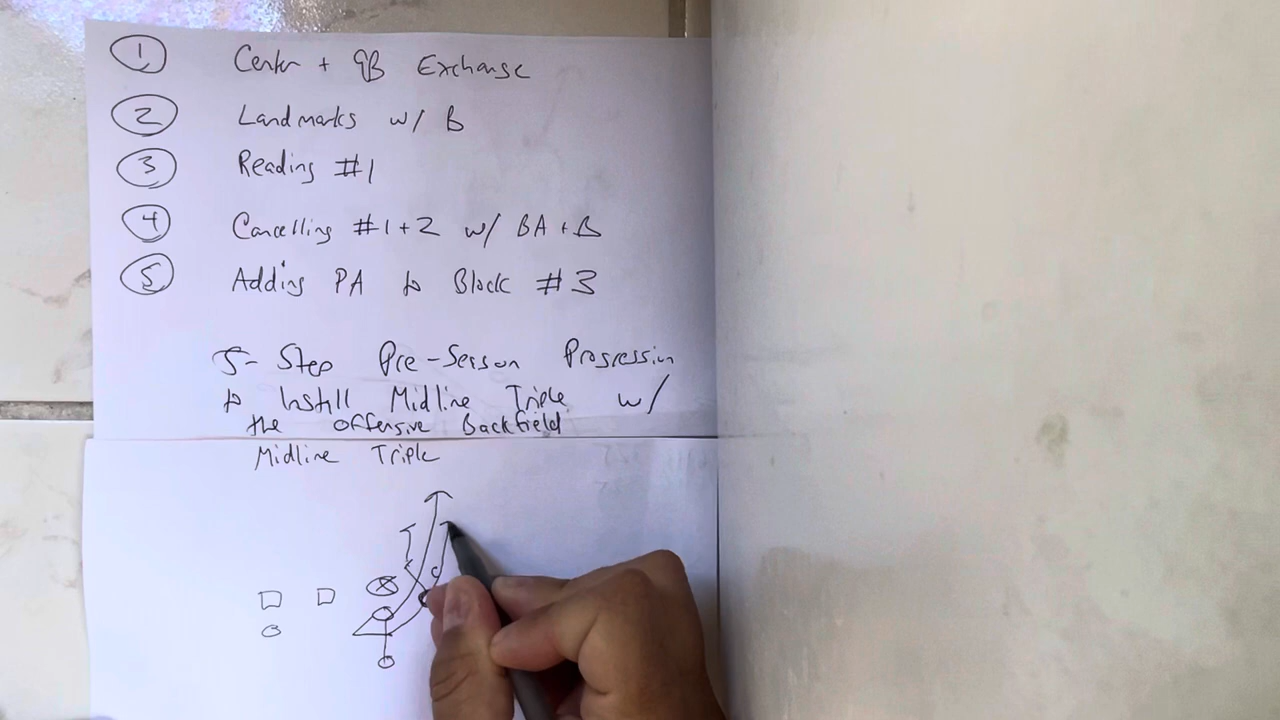 1 Center + QB Exchange
2 Landmarks w/ B
3 Reading #1
4 Cancelling #1+2 w/ BA + B
5 Adding PA to Block #3
5-Step Pre-Season Progression
to Install Midline Triple w/
the offensive Backfield
Midline Triple